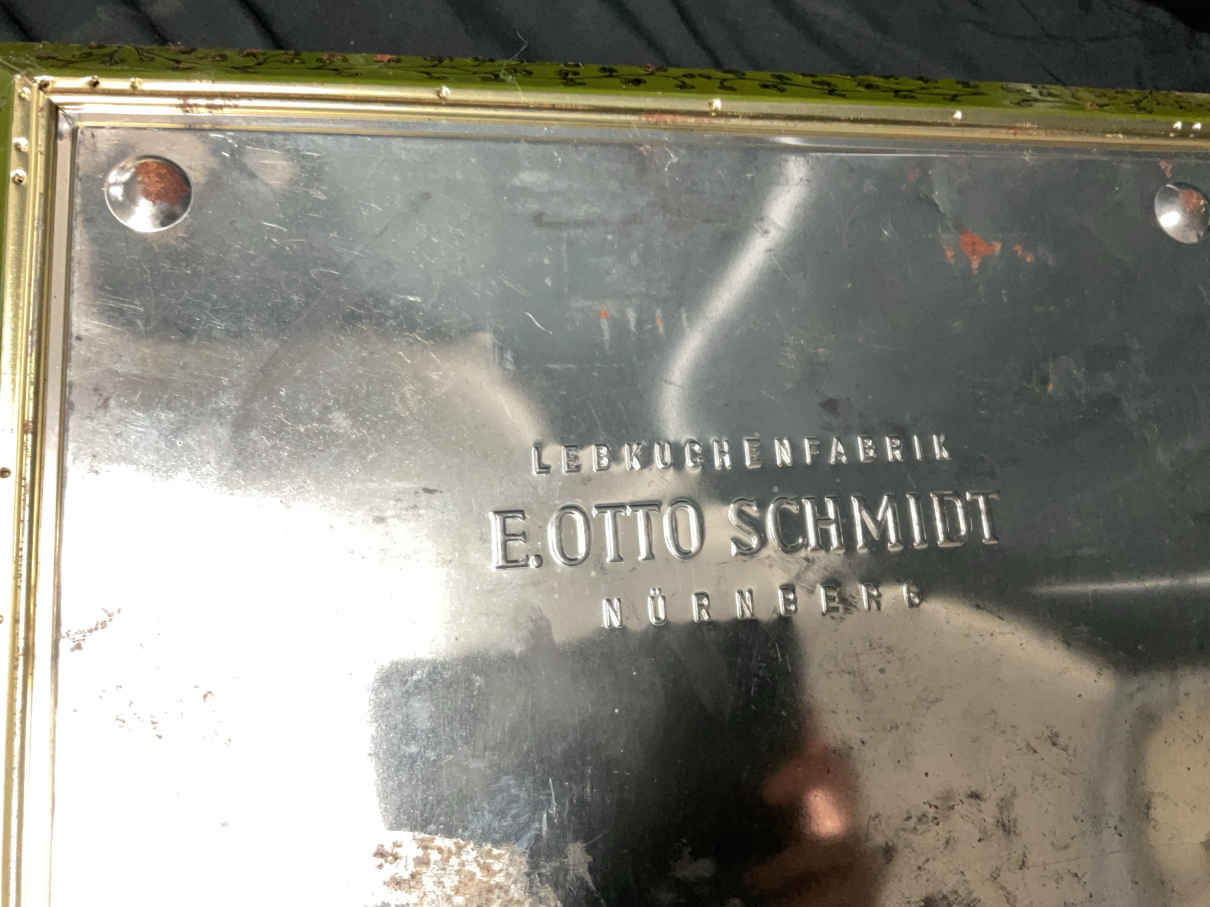 LEBKUCHENFABRIK
E. OTTO SCHMIDT
NÜRNBERG